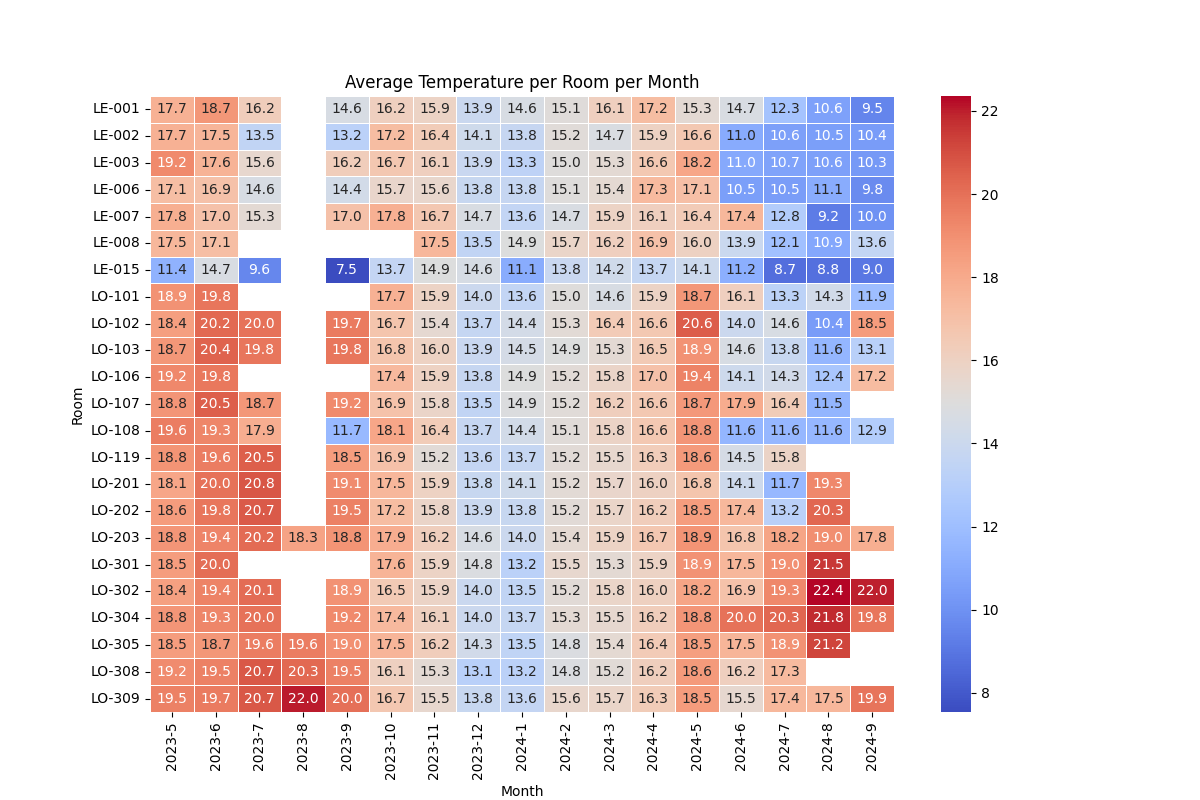 Average Temperature per Room per Month
LE-001 17.7 18.7 16.2 14.6 16.2 15.9 13.9 14.6 15.1 16.1 17.2 15.3 14.7 12.3 10.6 9.5
LE-002 17.7 17.5 13.5 13.2 17.2 16.4 14.1 13.8 15.2 14.7 15.9 16.6 11.0 10.6 10.5 10.4
LE-003 19.2 17.6 15.6 16.2 16.7 16.1 13.9 13.3 15.0 15.3 16.6 18.2 11.0 10.7 10.6 10.3
LE-006 17.1 16.9 14.6 14.4 15.7 15.6 13.8 13.8 15.1 15.4 17.3 17.1 10.5 10.5 11.1 9.8
LE-007 17.8 17.0 15.3 17.0 17.8 16.7 14.7 13.6 14.7 15.9 16.1 16.4 17.4 12.8 9.2 10.0
LE-008 17.5 17.1 17.5 13.5 14.9 15.7 16.2 16.9 16.0 13.9 12.1 10.9 13.6
LE-015 11.4 14.7 9.6 7.5 13.7 14.9 14.6 11.1 13.8 14.2 13.7 14.1 11.2 8.7 8.8 9.0
LO-101 18.9 19.8 17.7 15.9 14.0 13.6 15.0 14.6 15.9 18.7 16.1 13.3 14.3 11.9
LO-102 18.4 20.2 20.0 19.7 16.7 15.4 13.7 14.4 15.3 16.4 16.6 20.6 14.0 14.6 10.4 18.5
LO-103 18.7 20.4 19.8 19.8 16.8 16.0 13.9 14.5 14.9 15.3 16.5 18.9 14.6 13.8 11.6 13.1
LO-106 19.2 19.8 17.4 15.9 13.8 14.9 15.2 15.8 17.0 19.4 14.1 14.3 12.4 17.2
LO-107 18.8 20.5 18.7 19.2 16.9 15.8 13.5 14.9 15.2 16.2 16.6 18.7 17.9 16.4 11.5
LO-108 19.6 19.3 17.9 11.7 18.1 16.4 13.7 14.4 15.1 15.8 16.6 18.8 11.6 11.6 11.6 12.9
LO-119 18.8 19.6 20.5 18.5 16.9 15.2 13.6 13.7 15.2 15.5 16.3 18.6 14.5 15.8
LO-201 18.1 20.0 20.8 19.1 17.5 15.9 13.8 14.1 15.2 15.7 16.0 16.8 14.1 11.7 19.3
LO-202 18.6 19.8 20.7 19.5 17.2 15.8 13.9 13.8 15.2 15.7 16.2 18.5 17.4 13.2 20.3
LO-203 18.8 19.4 20.2 18.3 18.8 17.9 16.2 14.6 14.0 15.4 15.9 16.7 18.9 16.8 18.2 19.0 17.8
LO-301 18.5 20.0 17.6 15.9 14.8 13.2 15.5 15.3 15.9 18.9 17.5 19.0 21.5
LO-302 18.4 19.4 20.1 18.9 16.5 15.9 14.0 13.5 15.2 15.8 16.0 18.2 16.9 19.3 22.4 22.0
LO-304 18.8 19.3 20.0 19.2 17.4 16.1 14.0 13.7 15.3 15.5 16.2 18.8 20.0 20.3 21.8 19.8
LO-305 18.5 18.7 19.6 19.6 19.0 17.5 16.2 14.3 13.5 14.8 15.4 16.4 18.5 17.5 18.9 21.2
LO-308 19.2 19.5 20.7 20.3 19.5 16.1 15.3 13.1 13.2 14.8 15.2 16.2 18.6 16.2 17.3
LO-309 19.5 19.7 20.7 22.0 20.0 16.7 15.5 13.8 13.6 15.6 15.7 16.3 18.5 15.5 17.4 17.5 19.9
Room
2023-5 2023-6 2023-7 2023-8 2023-9 2023-10 2023-11 2023-12 2024-1 2024-2 2024-3 2024-4 2024-5 2024-6 2024-7 2024-8 2024-9
Month
22
20
18
16
14
12
10
8